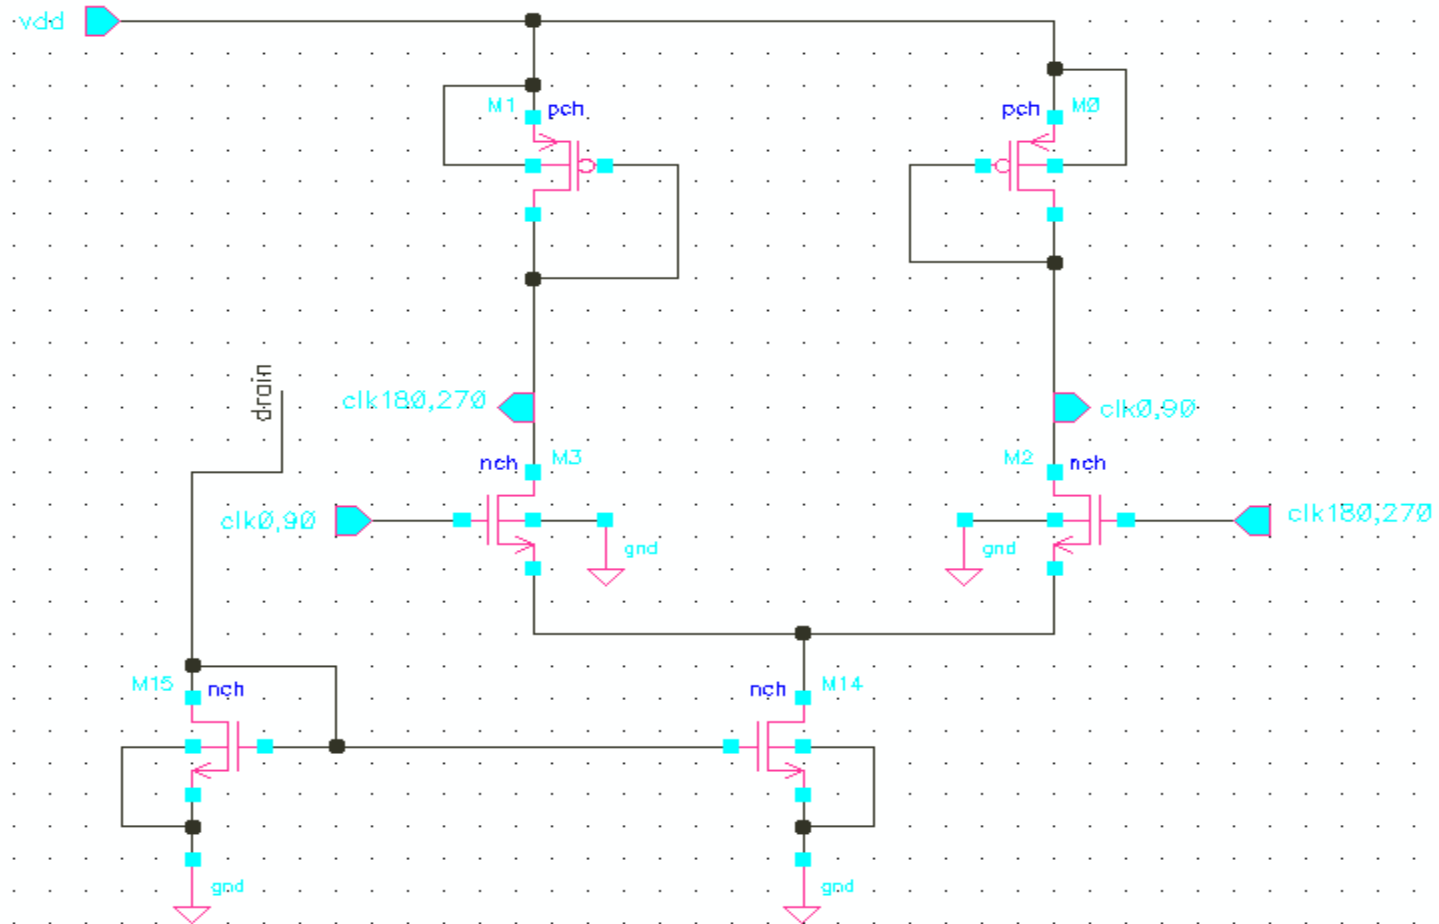 vdd
M1 pch
pch M0
drain
clk180,270
clk0,90
nch M3
M2 nch
clk0,90
clk180,270
gnd
gnd
M15 nch
nch M14
gnd
gnd